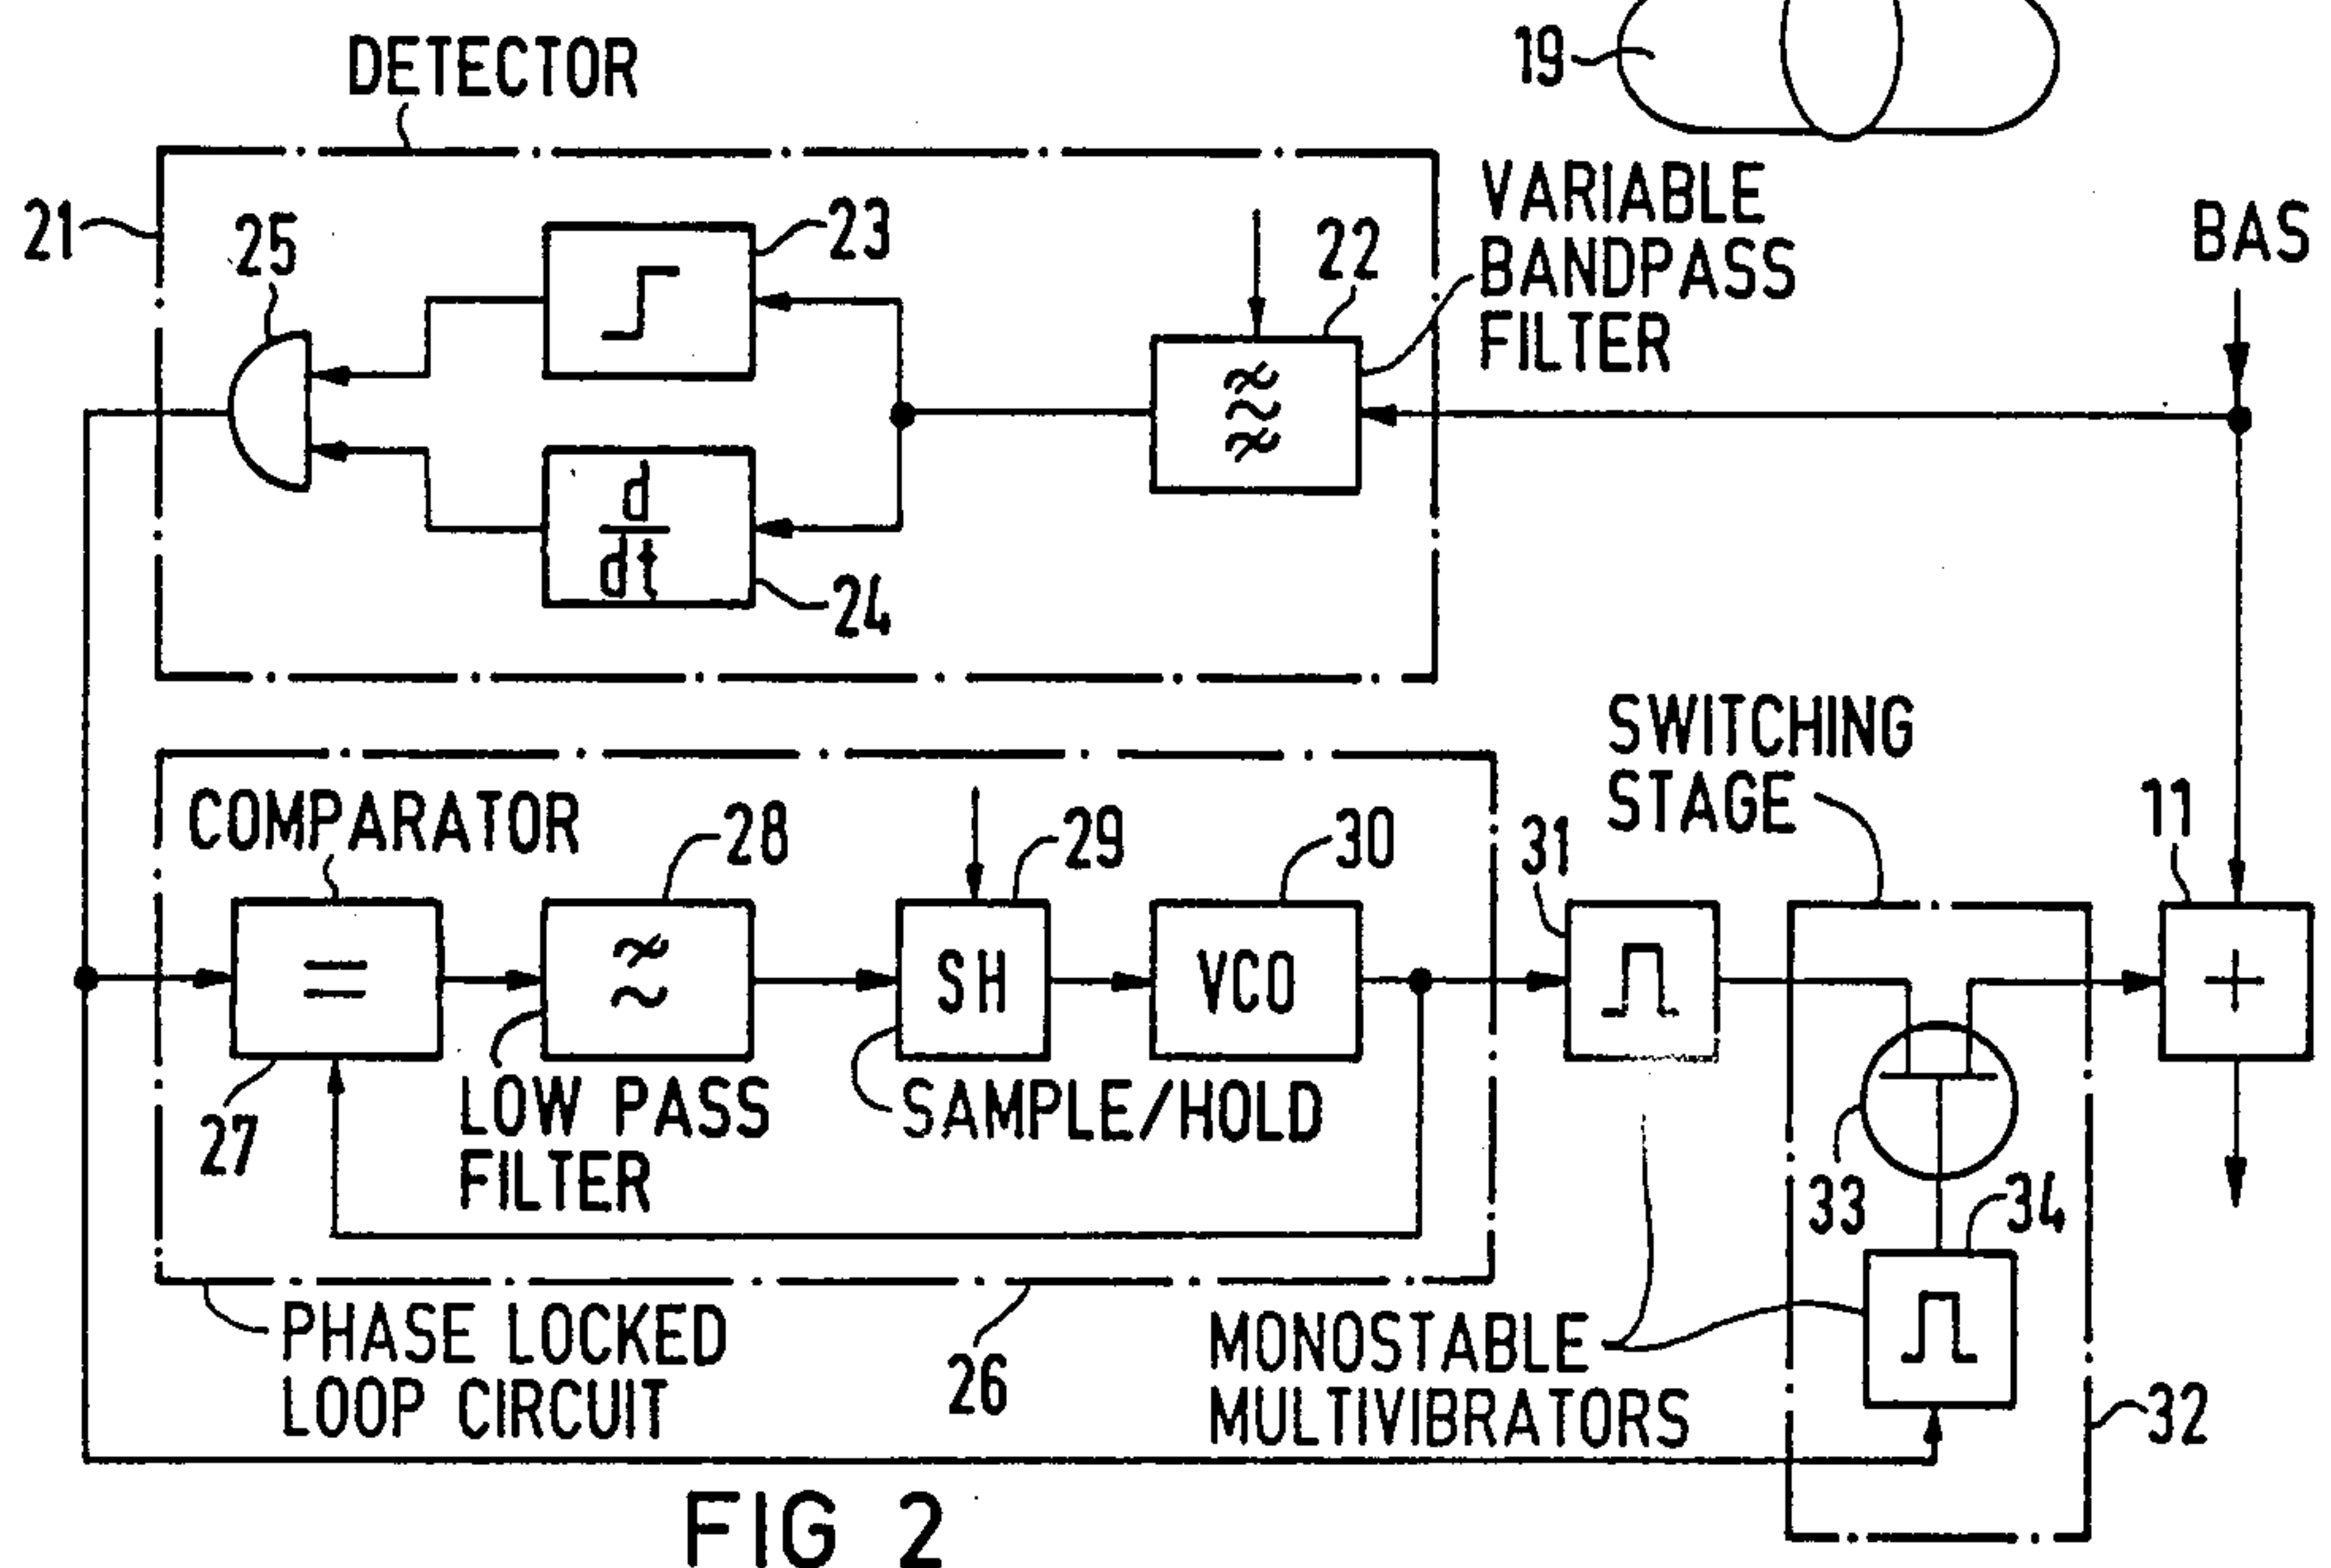 DETECTOR
19
21
25
23
22
VARIABLE
BANDPASS
FILTER
BAS
d
dt
24
SWITCHING
STAGE
COMPARATOR
28
29
30
31
11
=
SH
VCO
+
27
LOW PASS
FILTER
SAMPLE/HOLD
33
34
PHASE LOCKED
LOOP CIRCUIT
26
MONOSTABLE
MULTIVIBRATORS
32
FIG 2